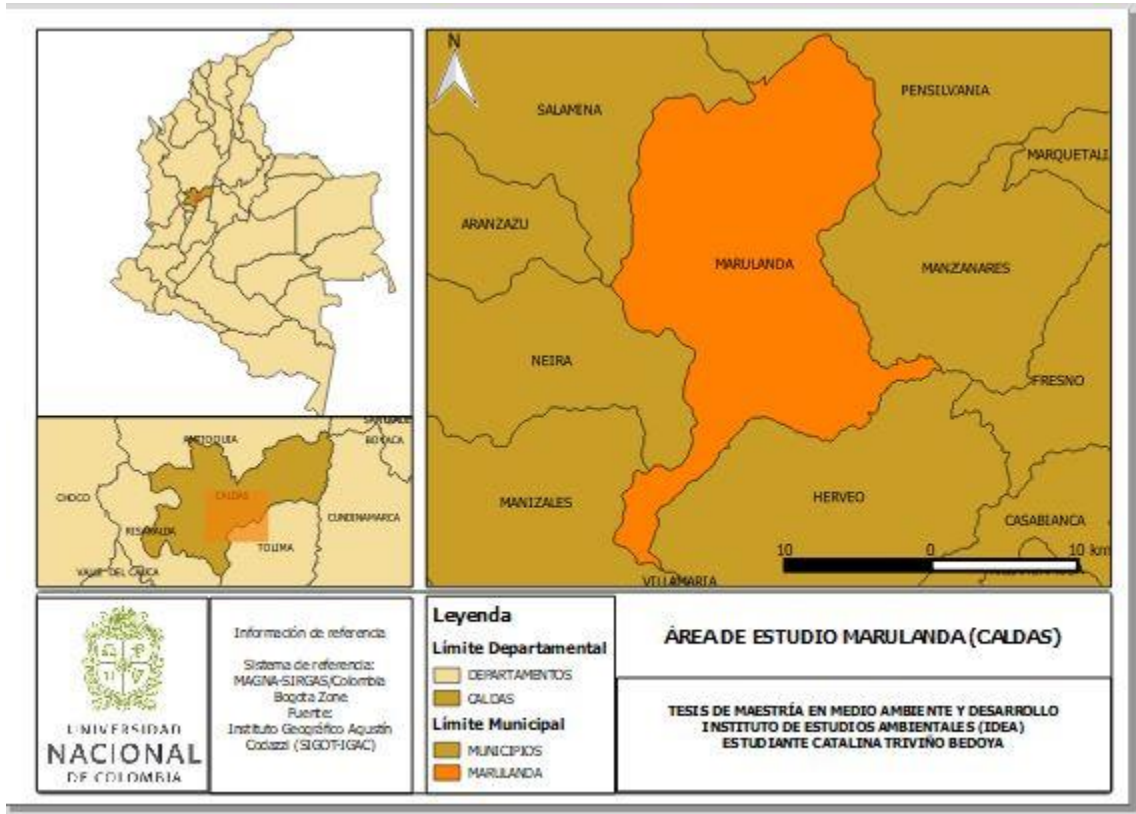 N
SALAMINA
PENSILVANIA
MARQUETALI
ARANZAZU
MARULANDA
MANZANARES
NEIRA
FRESNO
MANIZALES
HERVEO
CASABIANCA
VILLAMARIA
10 0 10 km
ANTIOQUIA
BOYACA
CHOCO
CALDAS
RISARALDA
CUNDINAMARCA
TOLIMA
VALLE DEL CAUCA
UNIVERSIDAD
NACIONAL
DE COLOMBIA
Información de referencia
Sistema de referencia:
MAGNA-SIRGAS/Colombia
Bogota Zone
Fuente:
Instituto Geográfico Agustín
Codazzi (SIGOT-IGAC)
Leyenda
Límite Departamental
DEPARTAMENTOS
CALDAS
Límite Municipal
MUNICIPIOS
MARULANDA
ÁREA DE ESTUDIO MARULANDA (CALDAS)
TESIS DE MAESTRÍA EN MEDIO AMBIENTE Y DESARROLLO
INSTITUTO DE ESTUDIOS AMBIENTALES (IDEA)
ESTUDIANTE CATALINA TRIVIÑO BEDOYA